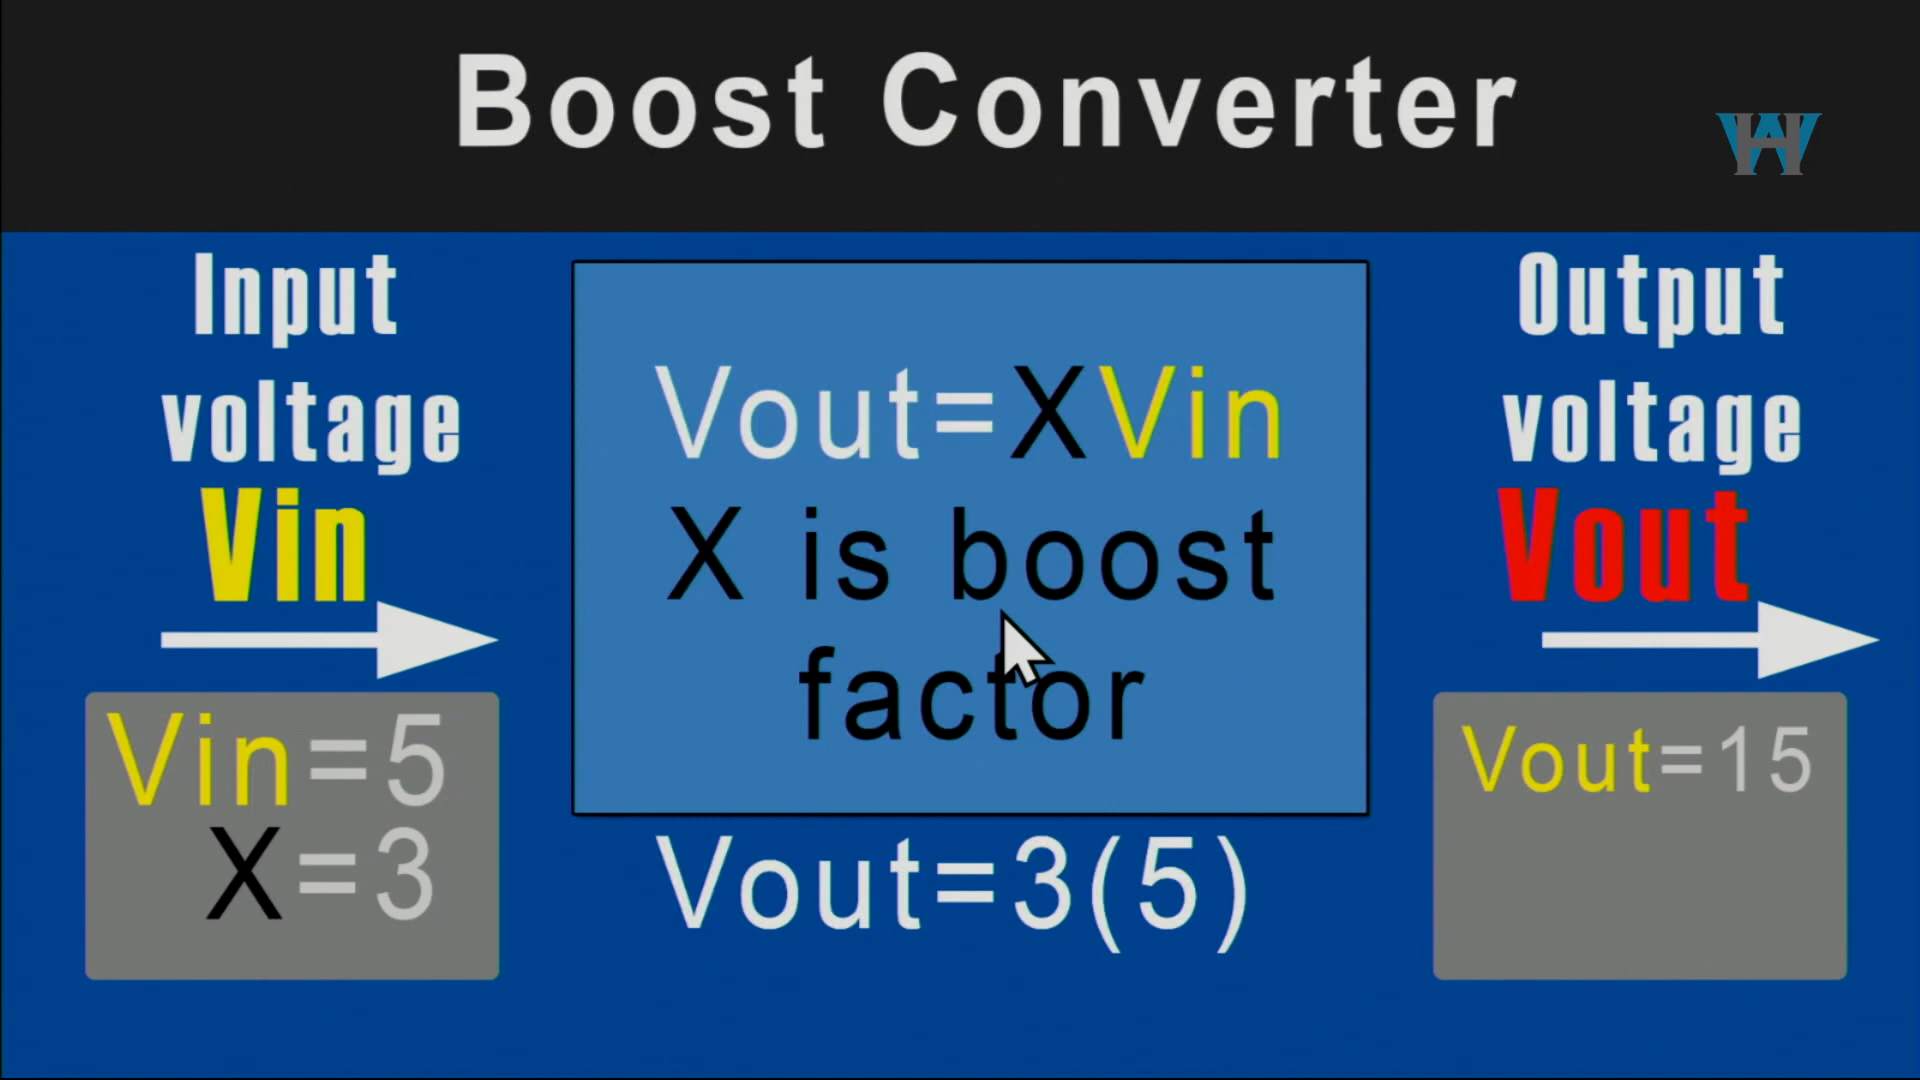 Boost Converter
WH
Input
voltage
Vin
Vin=5
X=3
Vout=XVin
X is boost
factor
Vout=3(5)
Output
voltage
Vout
Vout=15